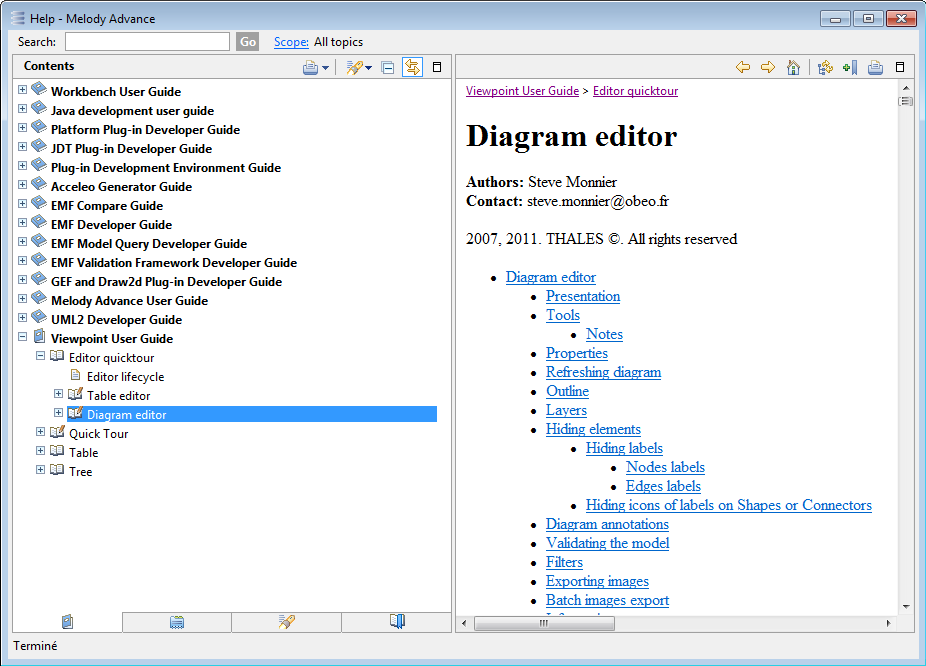 Help - Melody Advance
Search: Go Scope: All topics
Contents
Workbench User Guide
Java development user guide
Platform Plug-in Developer Guide
JDT Plug-in Developer Guide
Plug-in Development Environment Guide
Acceleo Generator Guide
EMF Compare Guide
EMF Developer Guide
EMF Model Query Developer Guide
EMF Validation Framework Developer Guide
GEF and Draw2d Plug-in Developer Guide
Melody Advance User Guide
UML2 Developer Guide
Viewpoint User Guide
Editor quicktour
Editor lifecycle
Table editor
Diagram editor
Quick Tour
Table
Tree
Viewpoint User Guide > Editor quicktour
Diagram editor
Authors: Steve Monnier
Contact: steve.monnier@obeo.fr
2007, 2011. THALES ©. All rights reserved
Diagram editor
Presentation
Tools
Notes
Properties
Refreshing diagram
Outline
Layers
Hiding elements
Hiding labels
Nodes labels
Edges labels
Hiding icons of labels on Shapes or Connectors
Diagram annotations
Validating the model
Filters
Exporting images
Batch images export
Terminé